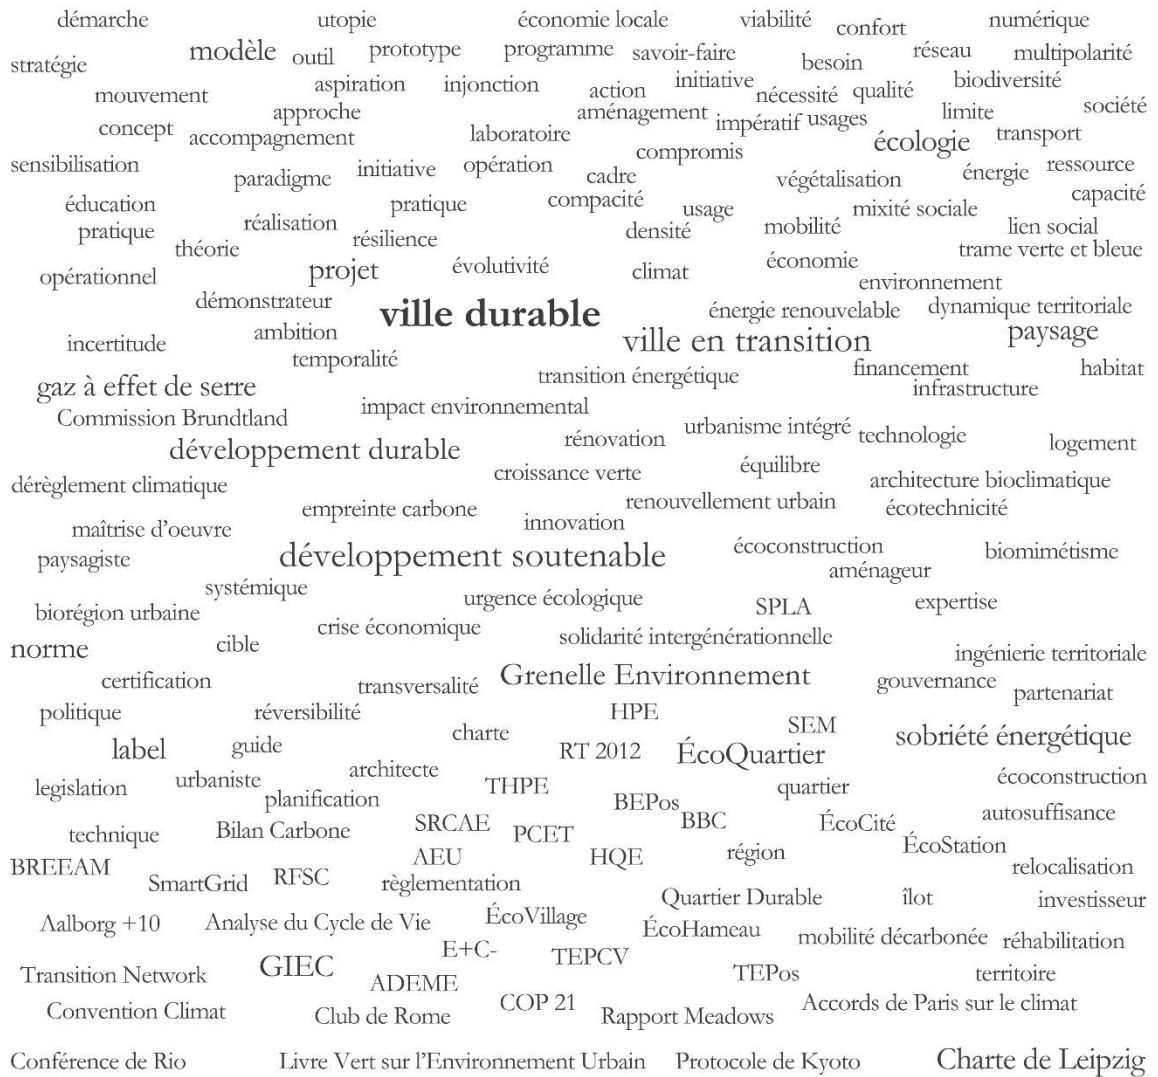 démarche utopie économie locale viabilité confort numérique
modèle outil prototype programme savoir-faire besoin réseau multipolarité
stratégie aspiration injonction action initiative nécessité qualité biodiversité
mouvement approche aménagement impératif usages limite société
concept accompagnement laboratoire compromis écologie transport
sensibilisation paradigme initiative opération cadre végétalisation énergie ressource
éducation pratique compacité usage mixité sociale capacité
pratique réalisation résilience densité mobilité lien social
théorie projet évolutivité climat économie trame verte et bleue
opérationnel environnement
démonstrateur ville durable énergie renouvelable dynamique territoriale
incertitude ambition ville en transition paysage
temporalité transition énergétique financement habitat
gaz à effet de serre infrastructure
Commission Brundtland impact environnemental
développement durable rénovation urbanisme intégré technologie logement
dérèglement climatique croissance verte équilibre architecture bioclimatique
empreinte carbone innovation renouvellement urbain écotechnicité
maîtrise d'oeuvre
paysagiste développement soutenable écoconstruction biomimétisme
systémique aménageur
biorégion urbaine urgence écologique SPLA expertise
norme cible crise économique solidarité intergénérationnelle ingénierie territoriale
certification transversalité Grenelle Environnement gouvernance partenariat
politique réversibilité HPE
label guide charte RT 2012 ÉcoQuartier SEM sobriété énergétique
legislation urbaniste architecte THPE quartier écoconstruction
planification BEPos autosuffisance
technique Bilan Carbone SRCAE PCET BBC ÉcoCité ÉcoStation
BREEAM AEU HQE région relocalisation
SmartGrid RFSC règlementation Quartier Durable îlot investisseur
Aalborg +10 Analyse du Cycle de Vie ÉcoVillage ÉcoHameau mobilité décarbonée réhabilitation
Transition Network GIEC E+C- TEPCV TEPos territoire
ADEME
Convention Climat Club de Rome COP 21 Rapport Meadows Accords de Paris sur le climat
Conférence de Rio Livre Vert sur l'Environnement Urbain Protocole de Kyoto Charte de Leipzig